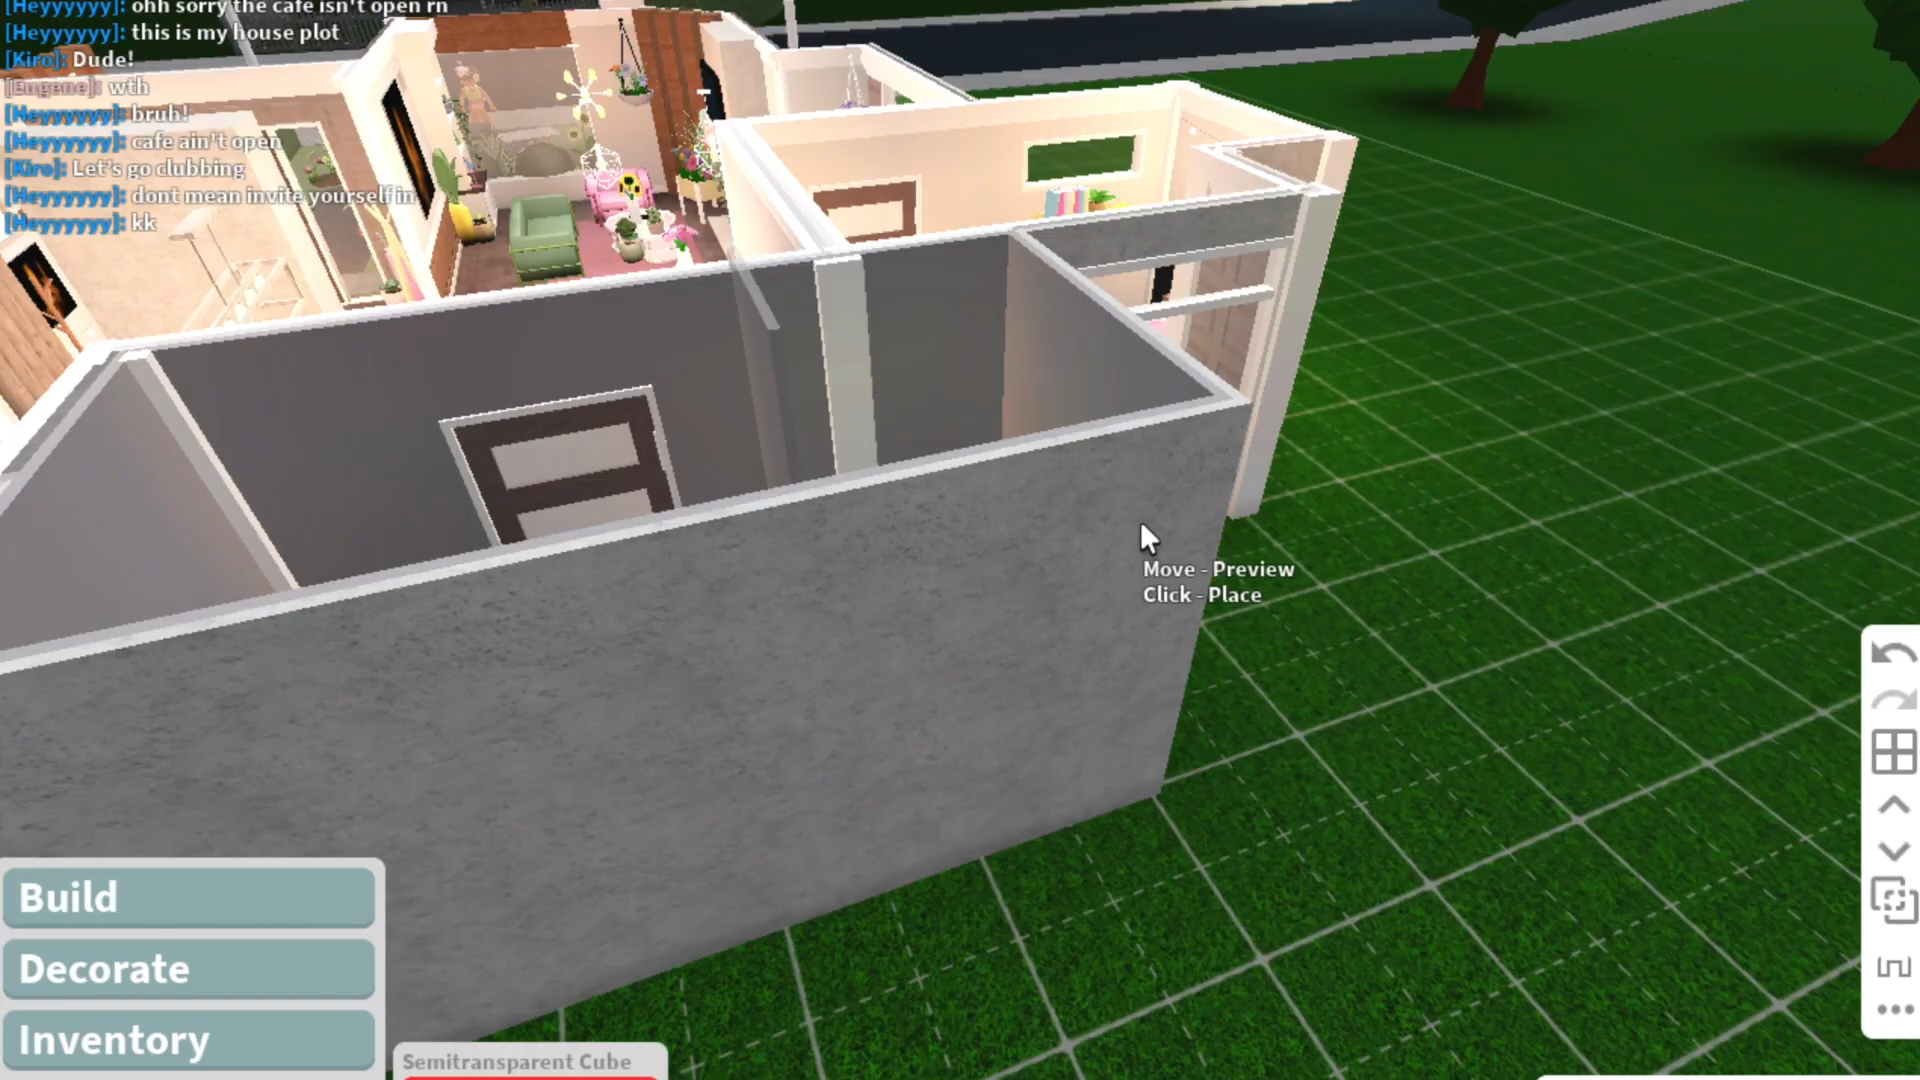 [Heyyyyyy]: ohh sorry the cafe isn't open rn
[Heyyyyyy]: this is my house plot
[Kiro]: Dude!
[Eugene]: wth
[Heyyyyyy]: bruh!
[Heyyyyyy]: cafe ain't open
[Kiro]: Let's go clubbing
[Heyyyyyy]: dont mean invite yourself in
[Heyyyyyy]: kk
Move - Preview
Click - Place
Build
Decorate
Inventory
Semitransparent Cube